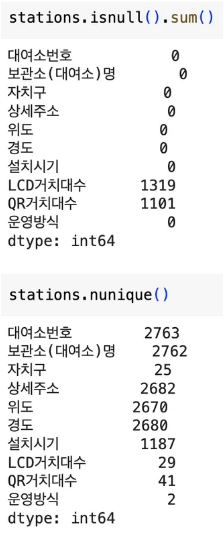 stations.isnull().sum()
대여소번호 0
보관소(대여소)명 0
자치구 0
상세주소 0
위도 0
경도 0
설치시기 0
LCD거치대수 1319
QR거치대수 1101
운영방식 0
dtype: int64
stations.nunique()
대여소번호 2763
보관소(대여소)명 2762
자치구 25
상세주소 2682
위도 2670
경도 2680
설치시기 1187
LCD거치대수 29
QR거치대수 41
운영방식 2
dtype: int64